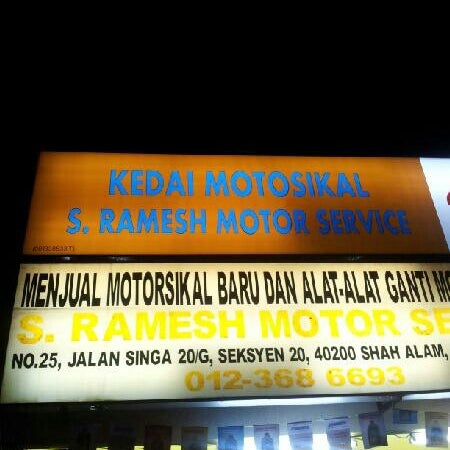 KEDAI MOTOSIKAL
S. RAMESH MOTOR SERVICE
MENJUAL MOTORSIKAL BARU DAN ALAT-ALAT GANTI
S. RAMESH MOTOR
NO.25, JALAN SINGA 20/G, SEKSYEN 20, 40200 SHAH ALAM,
012-368 6693